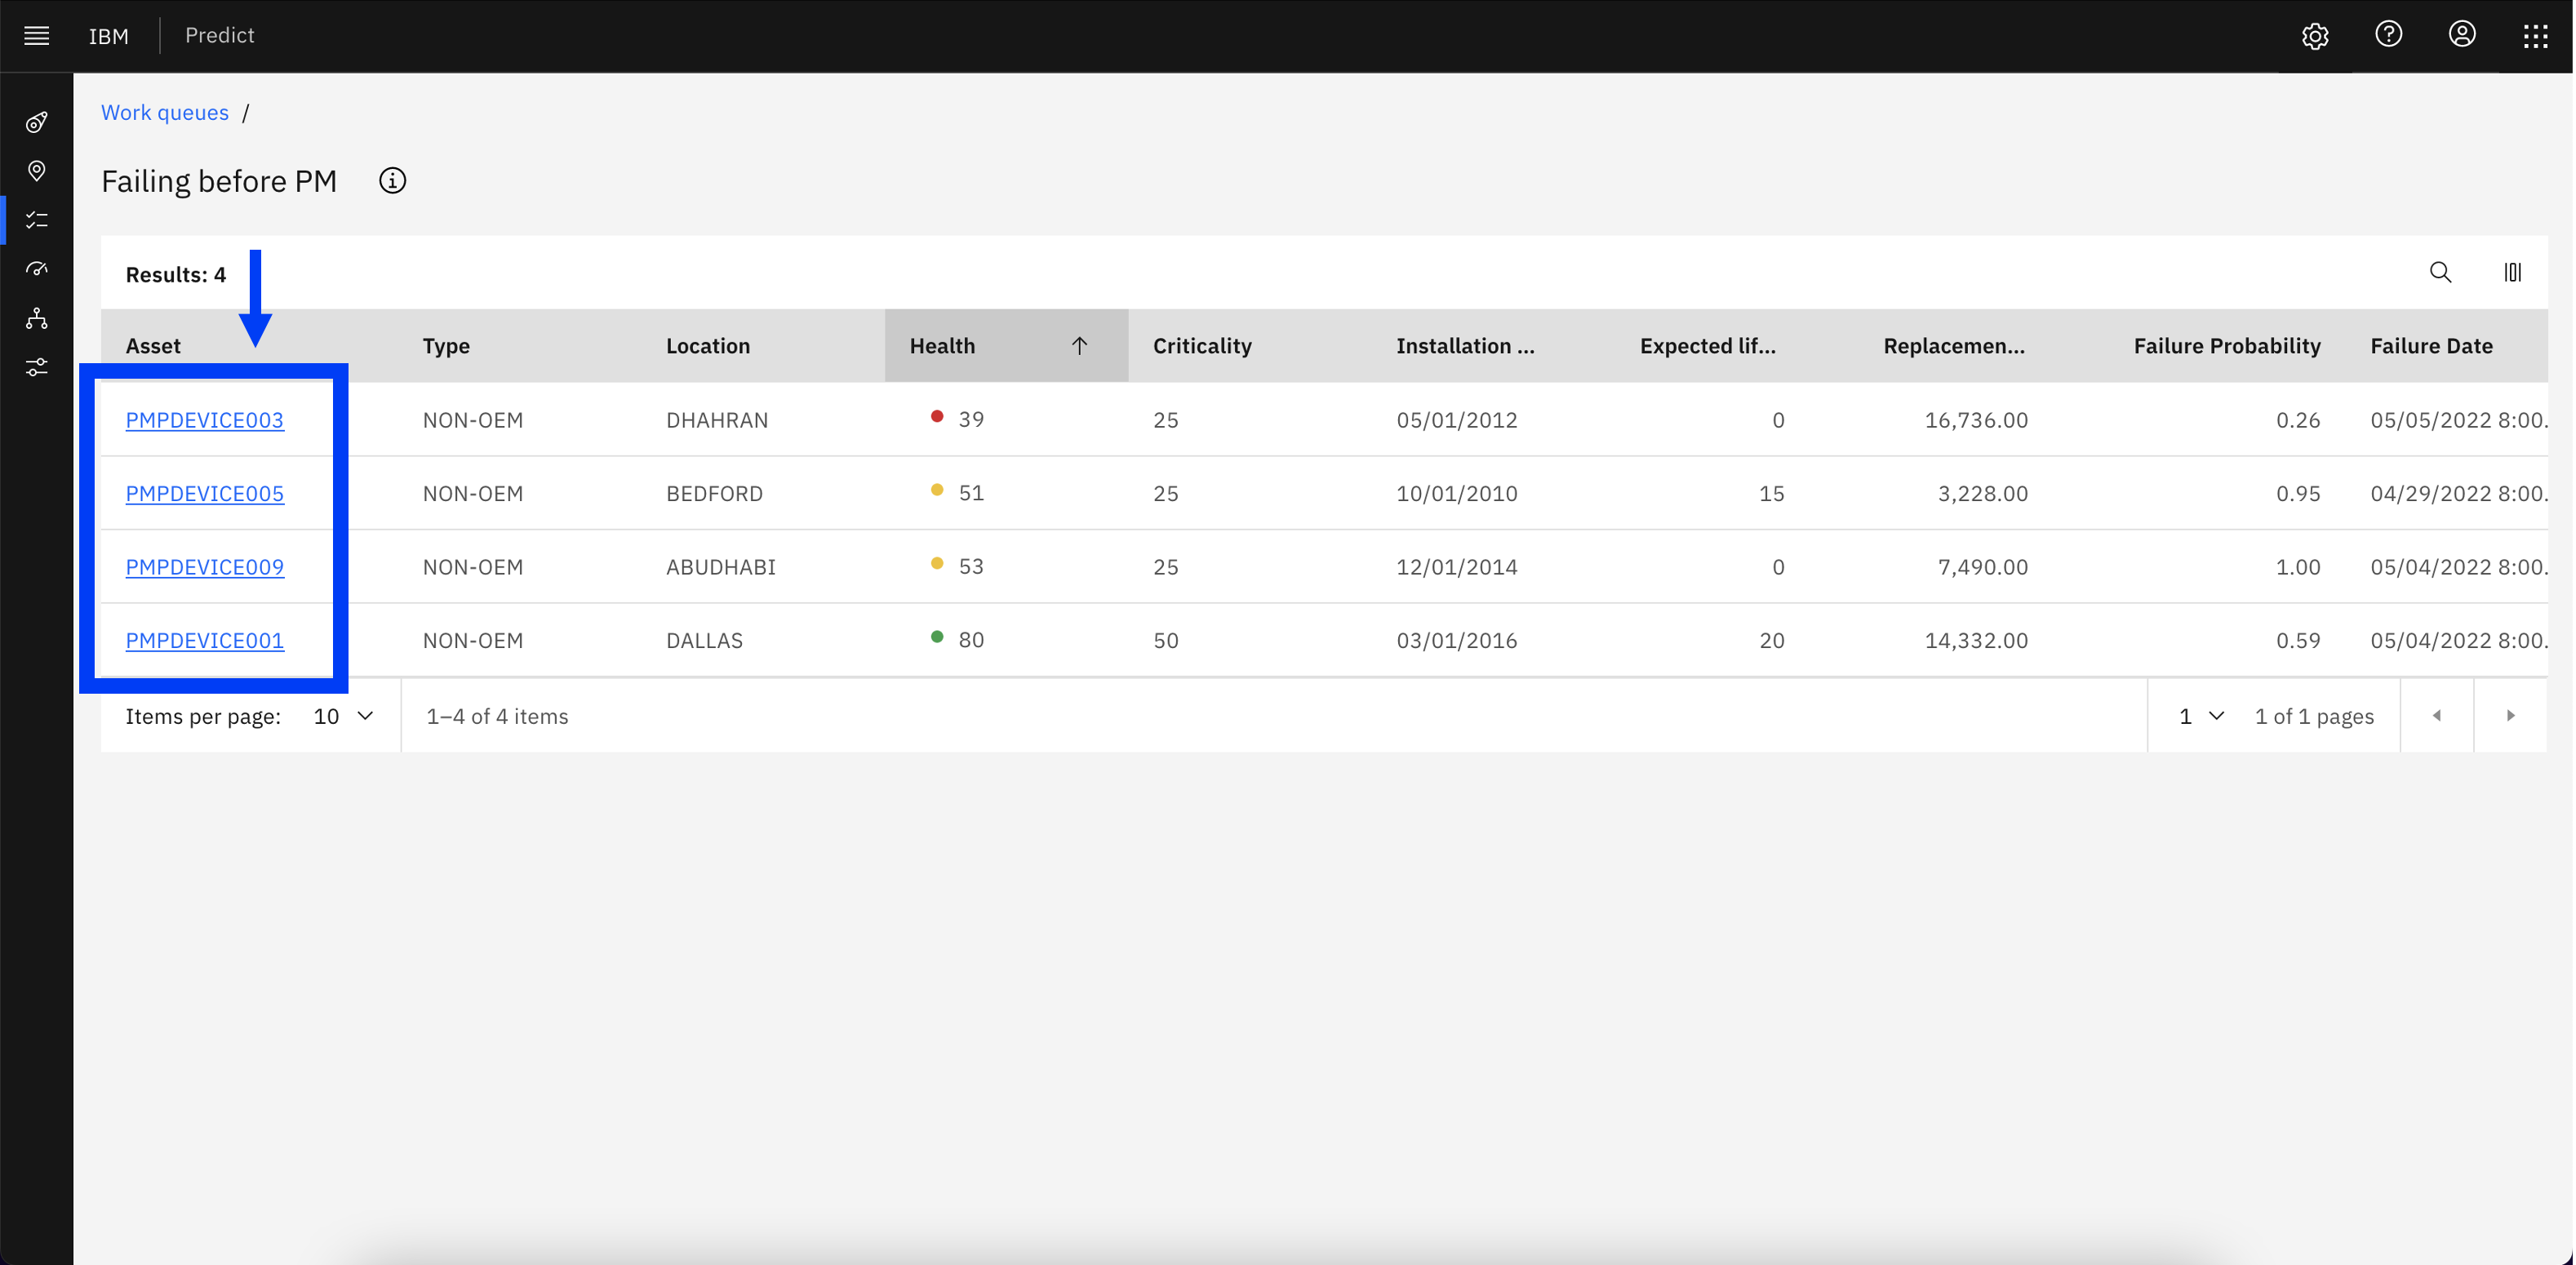 IBM Predict
Work queues /
Failing before PM
Results: 4
Asset Type Location Health Criticality Installation ... Expected lif... Replacemen... Failure Probability Failure Date
PMPDEVICE003 NON-OEM DHAHRAN 39 25 05/01/2012 0 16,736.00 0.26 05/05/2022 8:00.
PMPDEVICE005 NON-OEM BEDFORD 51 25 10/01/2010 15 3,228.00 0.95 04/29/2022 8:00.
PMPDEVICE009 NON-OEM ABUDHABI 53 25 12/01/2014 0 7,490.00 1.00 05/04/2022 8:00.
PMPDEVICE001 NON-OEM DALLAS 80 50 03/01/2016 20 14,332.00 0.59 05/04/2022 8:00.
Items per page: 10 1–4 of 4 items 1 1 of 1 pages